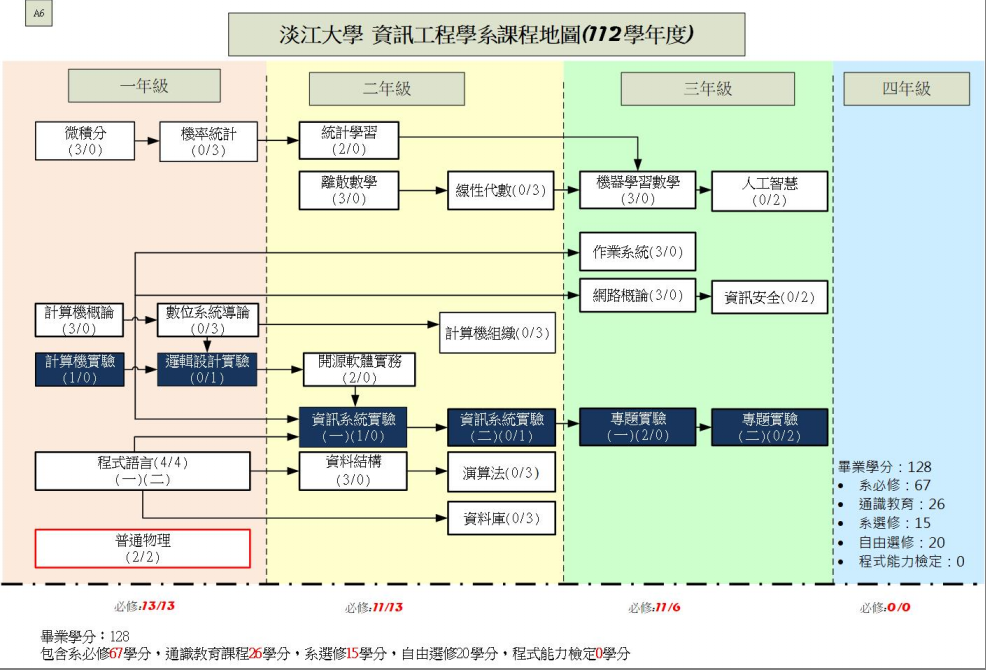 A6
淡江大學 資訊工程學系課程地圖(112學年度)
一年級
二年級
三年級
四年級
微積分
(3/0)
機率統計
(0/3)
統計學習
(2/0)
離散數學
(3/0)
線性代數(0/3)
機器學習數學
(3/0)
人工智慧
(0/2)
作業系統(3/0)
網路概論(3/0)
資訊安全(0/2)
計算機概論
(3/0)
數位系統導論
(0/3)
計算機組織(0/3)
計算機實驗
(1/0)
邏輯設計實驗
(0/1)
開源軟體實務
(2/0)
資訊系統實驗
(一)(1/0)
資訊系統實驗
(二)(0/1)
專題實驗
(一)(2/0)
專題實驗
(二)(0/2)
程式語言(4/4)
(一)(二)
資料結構
(3/0)
演算法(0/3)
資料庫(0/3)
普通物理
(2/2)
畢業學分：128
• 系必修：67
• 通識教育：26
• 系選修：15
• 自由選修：20
• 程式能力檢定：0
必修:13/13
必修:11/13
必修:11/6
必修:0/0
畢業學分：128
包含系必修67學分，通識教育課程26學分，系選修15學分，自由選修20學分，程式能力檢定0學分